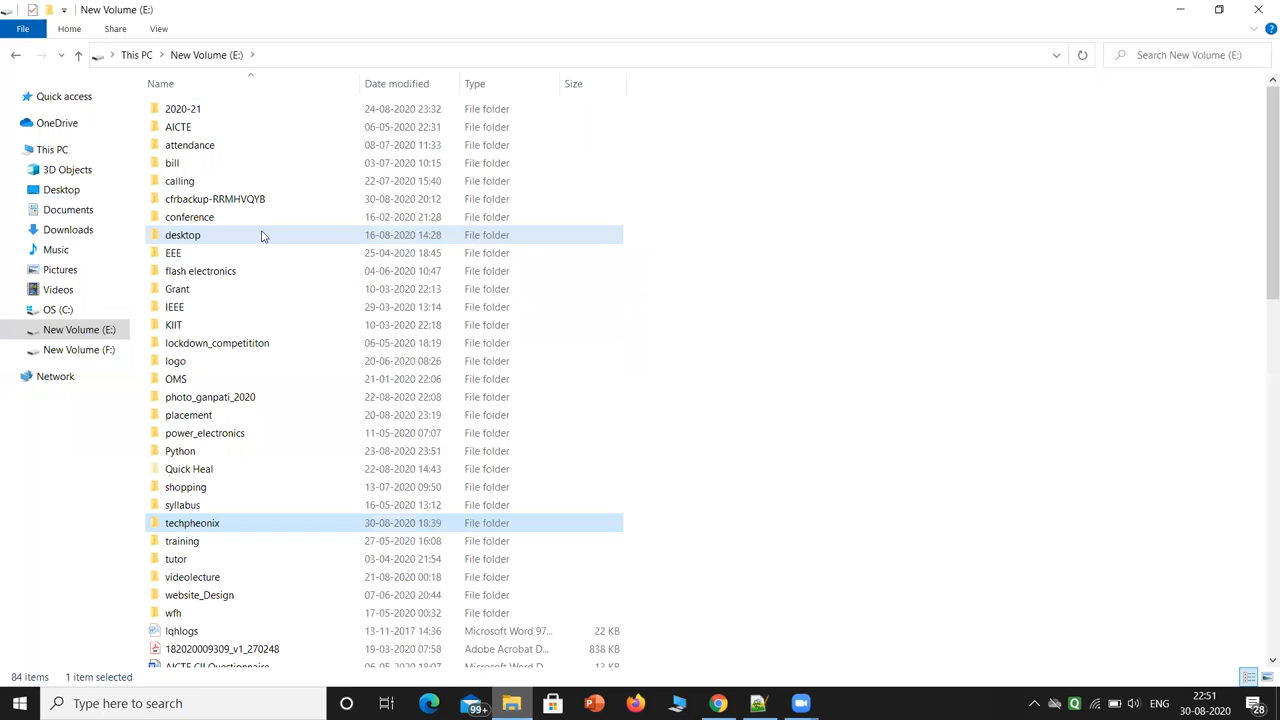 New Volume (E:)
File Home Share View
This PC New Volume (E:) Search New Volume (E:)
Name Date modified Type Size
Quick access
OneDrive
This PC
3D Objects
Desktop
Documents
Downloads
Music
Pictures
Videos
OS (C:)
New Volume (E:)
New Volume (F:)
Network
2020-21 24-08-2020 23:32 File folder
AICTE 06-05-2020 22:31 File folder
attendance 08-07-2020 11:33 File folder
bill 03-07-2020 10:15 File folder
calling 22-07-2020 15:40 File folder
cfrbackup-RRMHVQYB 30-08-2020 20:12 File folder
conference 16-02-2020 21:28 File folder
desktop 16-08-2020 14:28 File folder
EEE 25-04-2020 18:45 File folder
flash electronics 04-06-2020 10:47 File folder
Grant 10-03-2020 22:13 File folder
IEEE 29-03-2020 13:14 File folder
KIIT 10-03-2020 22:18 File folder
lockdown_competititon 06-05-2020 18:19 File folder
logo 20-06-2020 08:26 File folder
OMS 21-01-2020 22:06 File folder
photo_ganpati_2020 22-08-2020 22:08 File folder
placement 20-08-2020 23:19 File folder
power_electronics 11-05-2020 07:07 File folder
Python 23-08-2020 23:51 File folder
Quick Heal 22-08-2020 14:43 File folder
shopping 13-07-2020 09:50 File folder
syllabus 16-05-2020 13:12 File folder
techpheonix 30-08-2020 18:39 File folder
training 27-05-2020 16:08 File folder
tutor 03-04-2020 21:54 File folder
videolecture 21-08-2020 00:18 File folder
website_Design 07-06-2020 20:44 File folder
wfh 17-05-2020 00:32 File folder
!qhlogs 13-11-2017 14:36 Microsoft Word 97... 22 KB
182020009309_v1_270248 19-03-2020 07:58 Adobe Acrobat D... 838 KB
AICTE CII Questionnaire 06-05-2020 18:07 Microsoft Word D... 13 KB
84 items 1 item selected
Type here to search 99+ ENG 22:51
30-08-2020 28